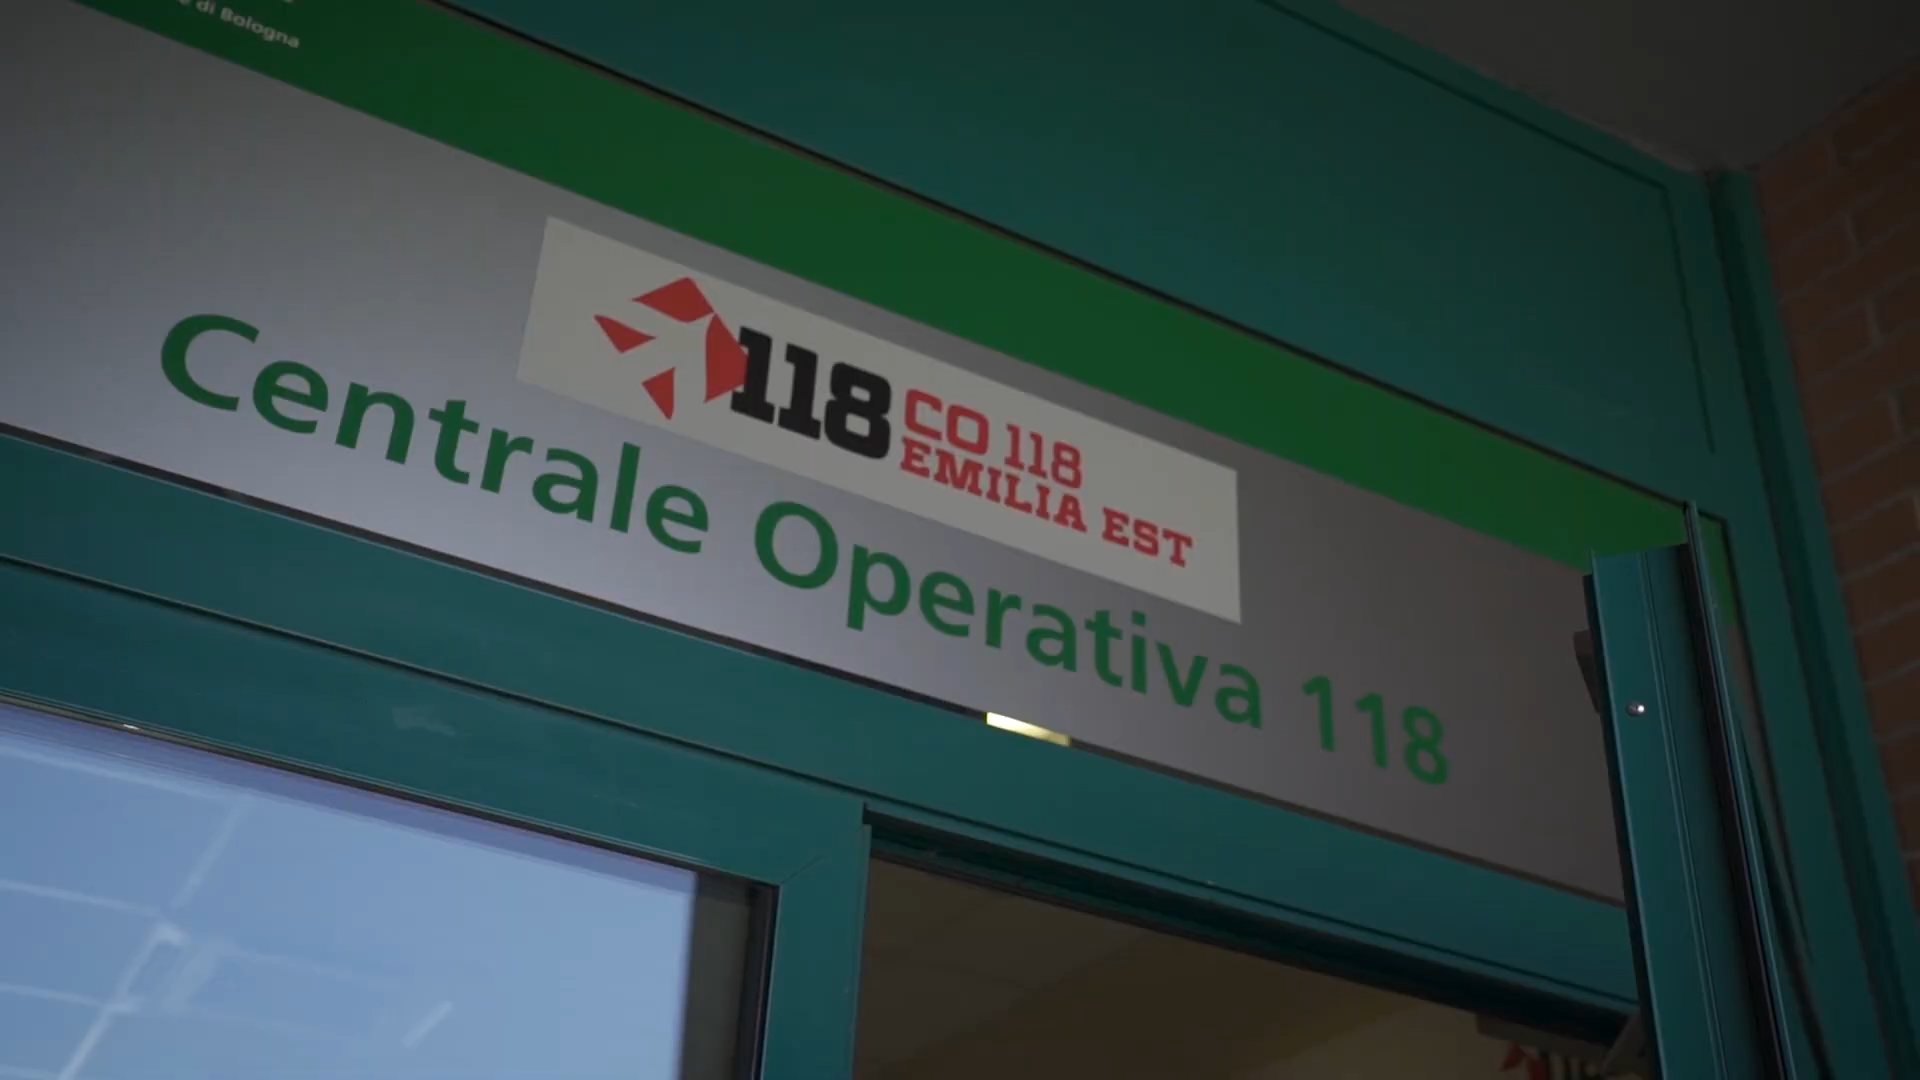 di Bologna
118
CO 118
EMILIA EST
Centrale Operativa 118